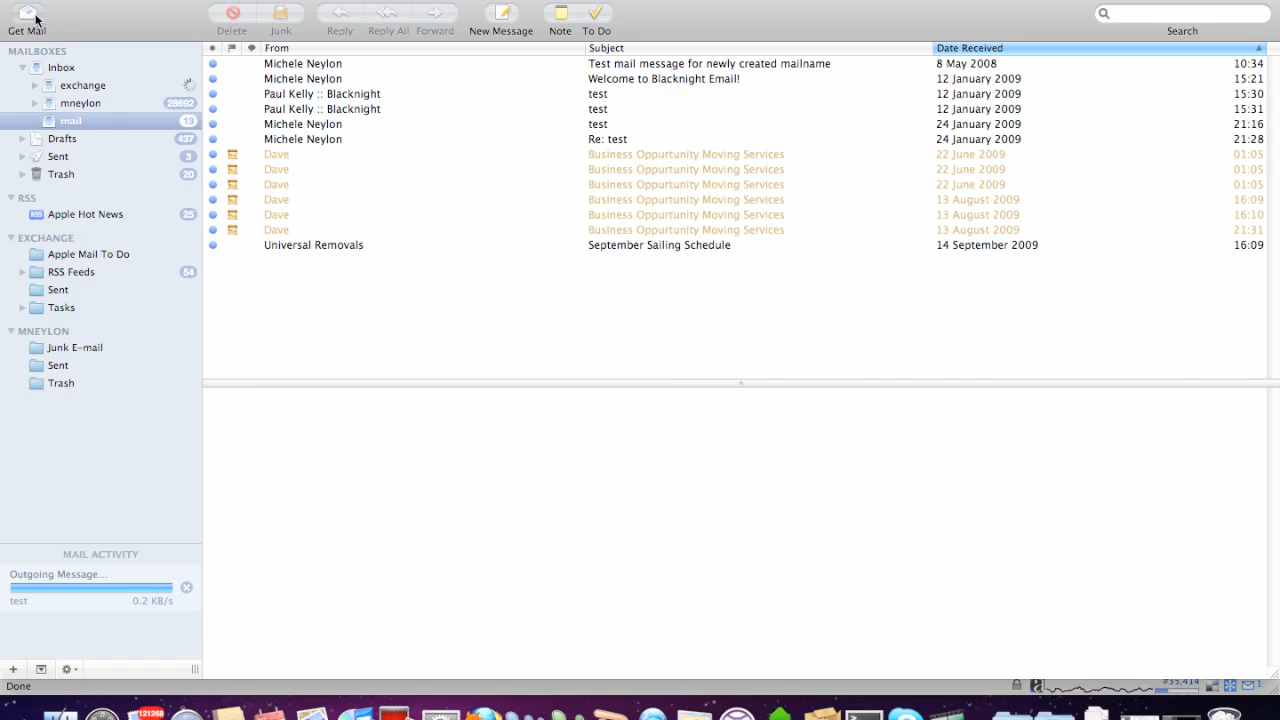 Get Mail
Delete Junk Reply Reply All Forward New Message Note To Do Search
MAILBOXES
Inbox
exchange
mneylon 28692
mail 13
Drafts 437
Sent 3
Trash 20
RSS
RSS Apple Hot News 25
EXCHANGE
Apple Mail To Do
RSS Feeds 54
Sent
Tasks
MNEYLON
Junk E-mail
Sent
Trash
MAIL ACTIVITY
Outgoing Message...
test 0.2 KB/s
From Subject Date Received
Michele Neylon Test mail message for newly created mailname 8 May 2008 10:34
Michele Neylon Welcome to Blacknight Email! 12 January 2009 15:21
Paul Kelly :: Blacknight test 12 January 2009 15:30
Paul Kelly :: Blacknight test 12 January 2009 15:31
Michele Neylon test 24 January 2009 21:16
Michele Neylon Re: test 24 January 2009 21:28
Dave Business Oppurtunity Moving Services 22 June 2009 01:05
Dave Business Oppurtunity Moving Services 22 June 2009 01:05
Dave Business Oppurtunity Moving Services 22 June 2009 01:05
Dave Business Oppurtunity Moving Services 13 August 2009 16:09
Dave Business Oppurtunity Moving Services 13 August 2009 16:10
Dave Business Oppurtunity Moving Services 13 August 2009 21:31
Universal Removals September Sailing Schedule 14 September 2009 16:09
Done
#35,414
1
121268